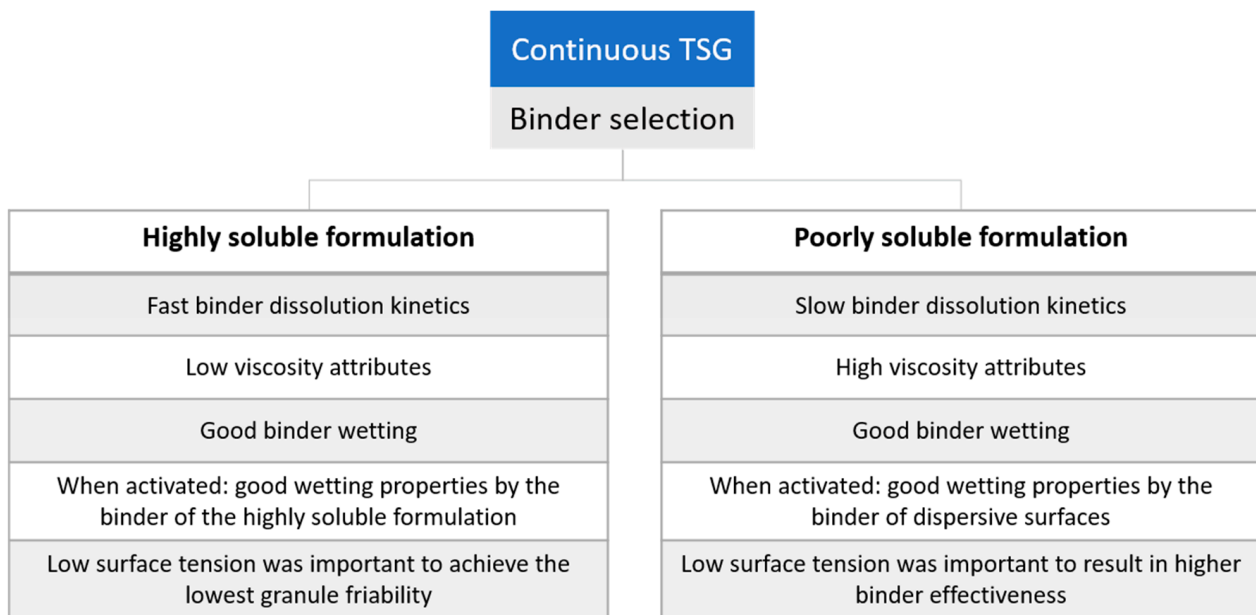 Continuous TSG
Binder selection
Highly soluble formulation
Fast binder dissolution kinetics
Low viscosity attributes
Good binder wetting
When activated: good wetting properties by the
binder of the highly soluble formulation
Low surface tension was important to achieve the
lowest granule friability
Poorly soluble formulation
Slow binder dissolution kinetics
High viscosity attributes
Good binder wetting
When activated: good wetting properties by the
binder of dispersive surfaces
Low surface tension was important to result in higher
binder effectiveness